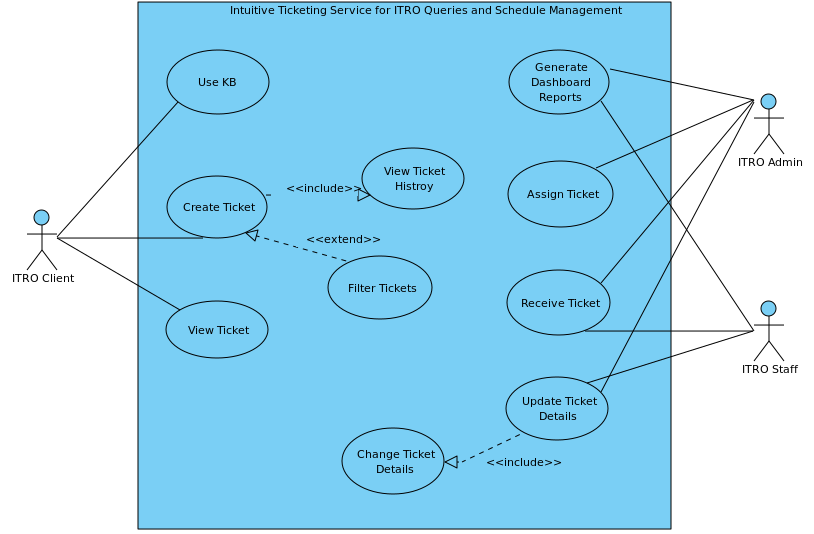 Intuitive Ticketing Service for ITRO Queries and Schedule Management
Use KB
Generate
Dashboard
Reports
ITRO Admin
View Ticket
Histroy
<<include>>
Create Ticket
Assign Ticket
<<extend>>
ITRO Client
Filter Tickets
Receive Ticket
View Ticket
ITRO Staff
Update Ticket
Details
Change Ticket
Details
<<include>>